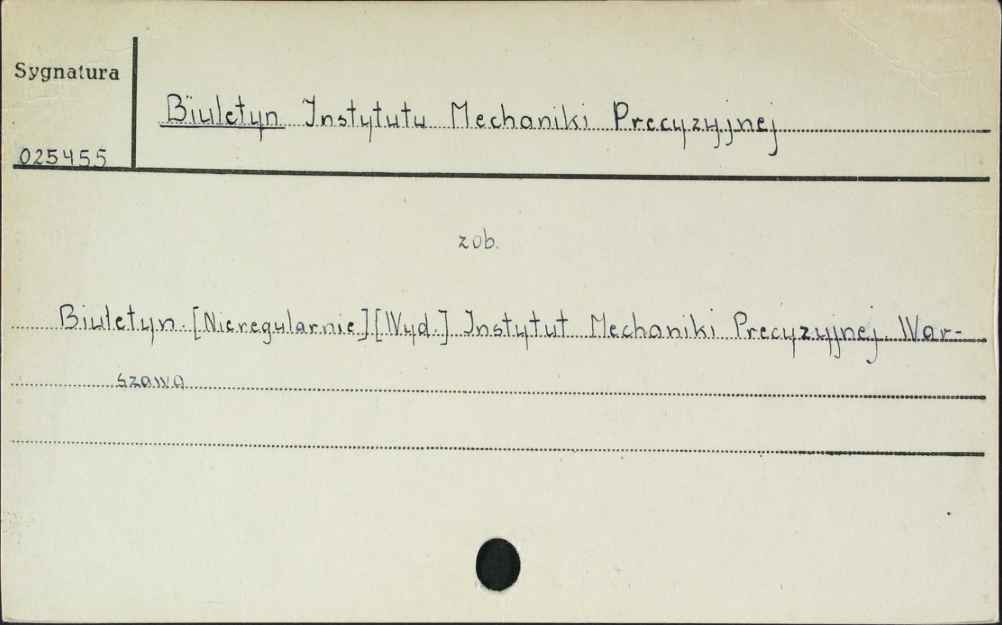 Sygnatura
Biuletyn Instytutu Mechaniki Precyzyjnej
025455
zob.
Biuletyn. [Nieregularnie] [Wyd.] Instytut Mechaniki Precyzyjnej. War-
szawa